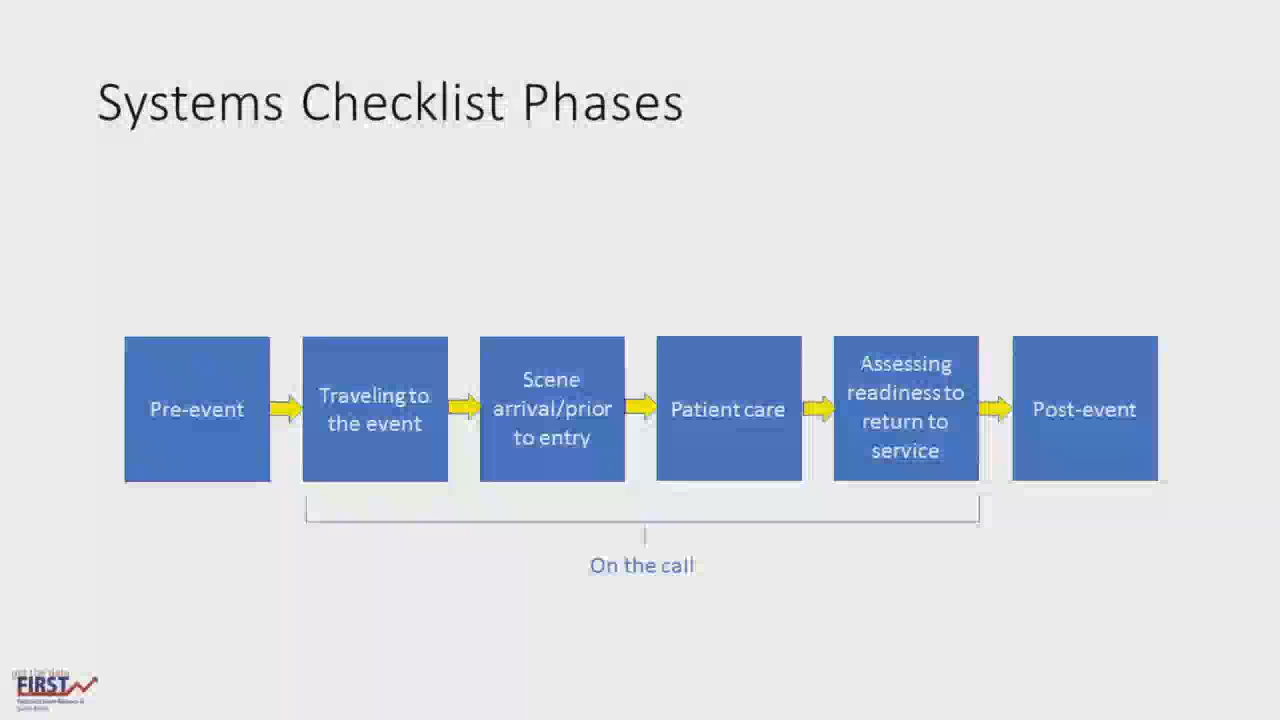 Systems Checklist Phases
Pre-event
Traveling to
the event
Scene
arrival/prior
to entry
Patient care
Assessing
readiness to
return to
service
Post-event
On the call
FIRST